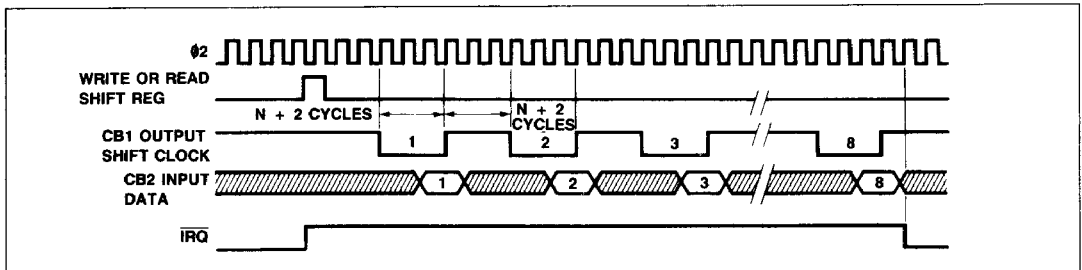 ϕ2
WRITE OR READ
SHIFT REG
N + 2 CYCLES
N + 2
CYCLES
CB1 OUTPUT
SHIFT CLOCK
1 2 3 8
CB2 INPUT
DATA
1 2 3 8
IRQ